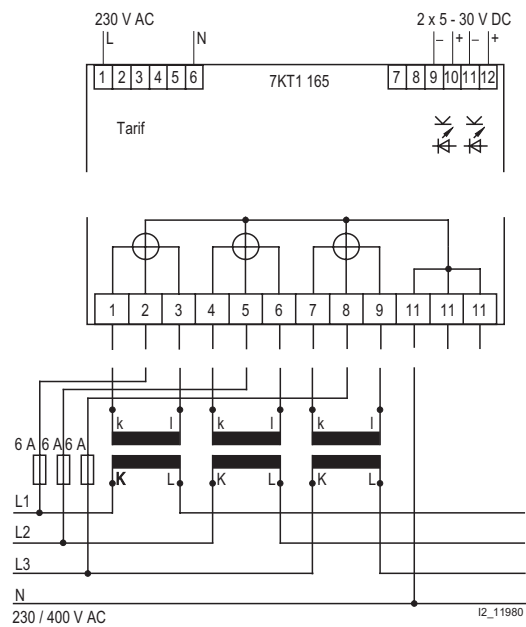 230 V AC 2 x 5 - 30 V DC
L N – + – +
1 2 3 4 5 6 7KT1 165 7 8 9 10 11 12
Tarif
1 2 3 4 5 6 7 8 9 11 11 11
k l k l k l
6 A 6 A 6 A
K L K L K L
L1
L2
L3
N
230 / 400 V AC I2_11980